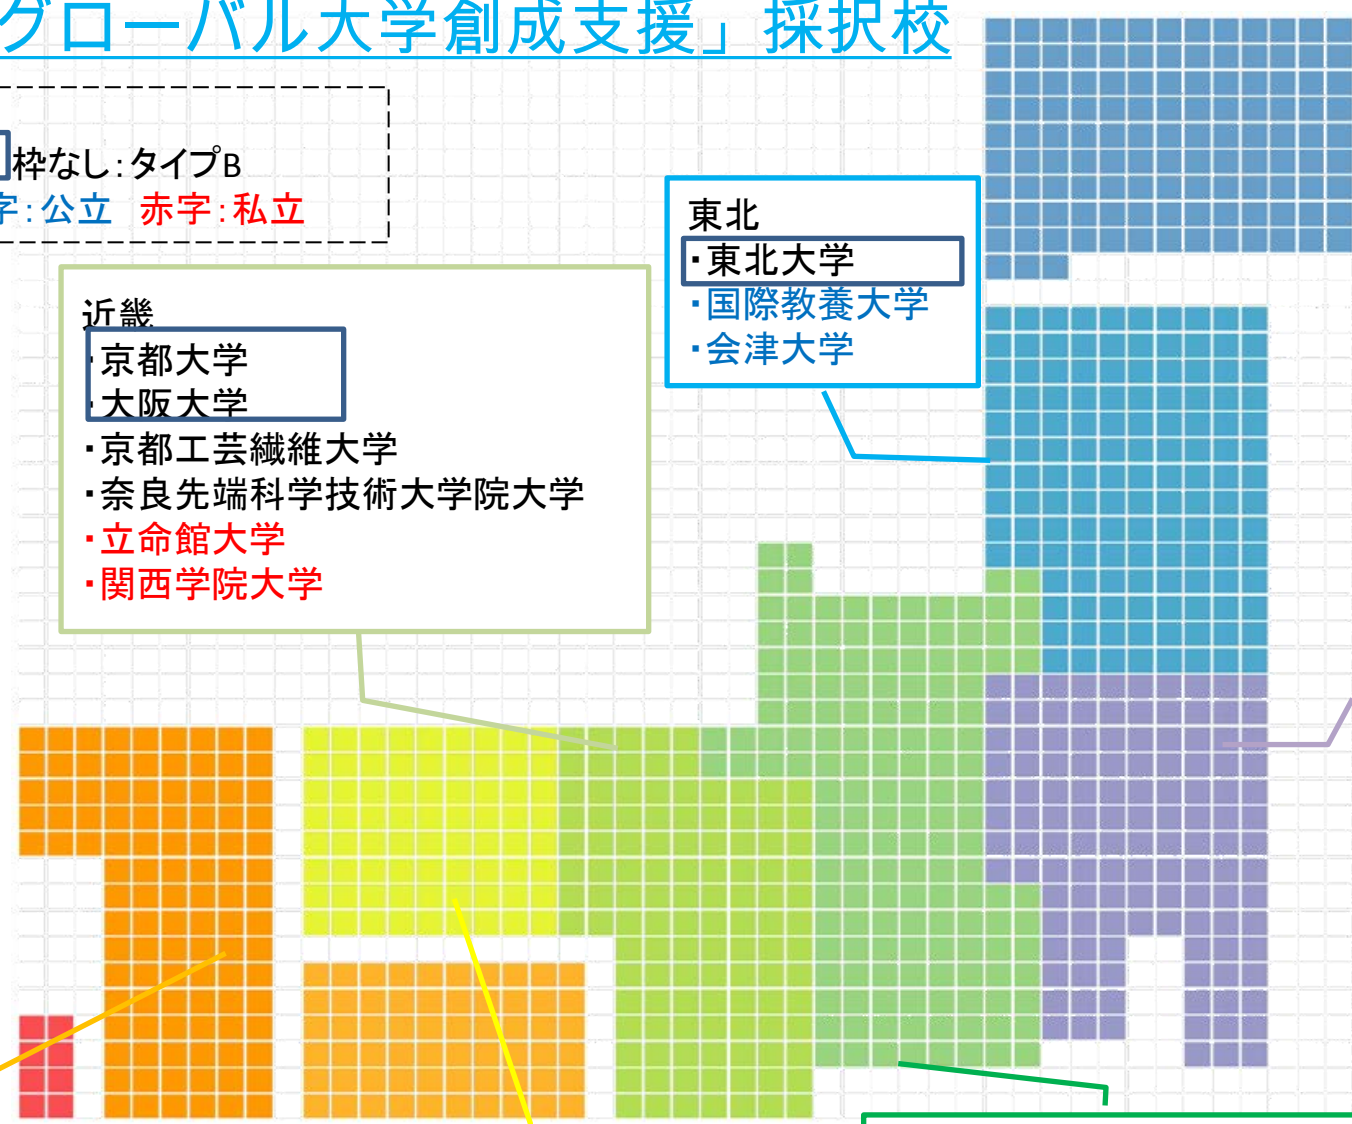 グローバル大学創成支援」採択校
枠なし：タイプB
字：公立 赤字：私立
東北
・東北大学
・国際教養大学
・会津大学
近畿
・京都大学
・大阪大学
・京都工芸繊維大学
・奈良先端科学技術大学院大学
・立命館大学
・関西学院大学